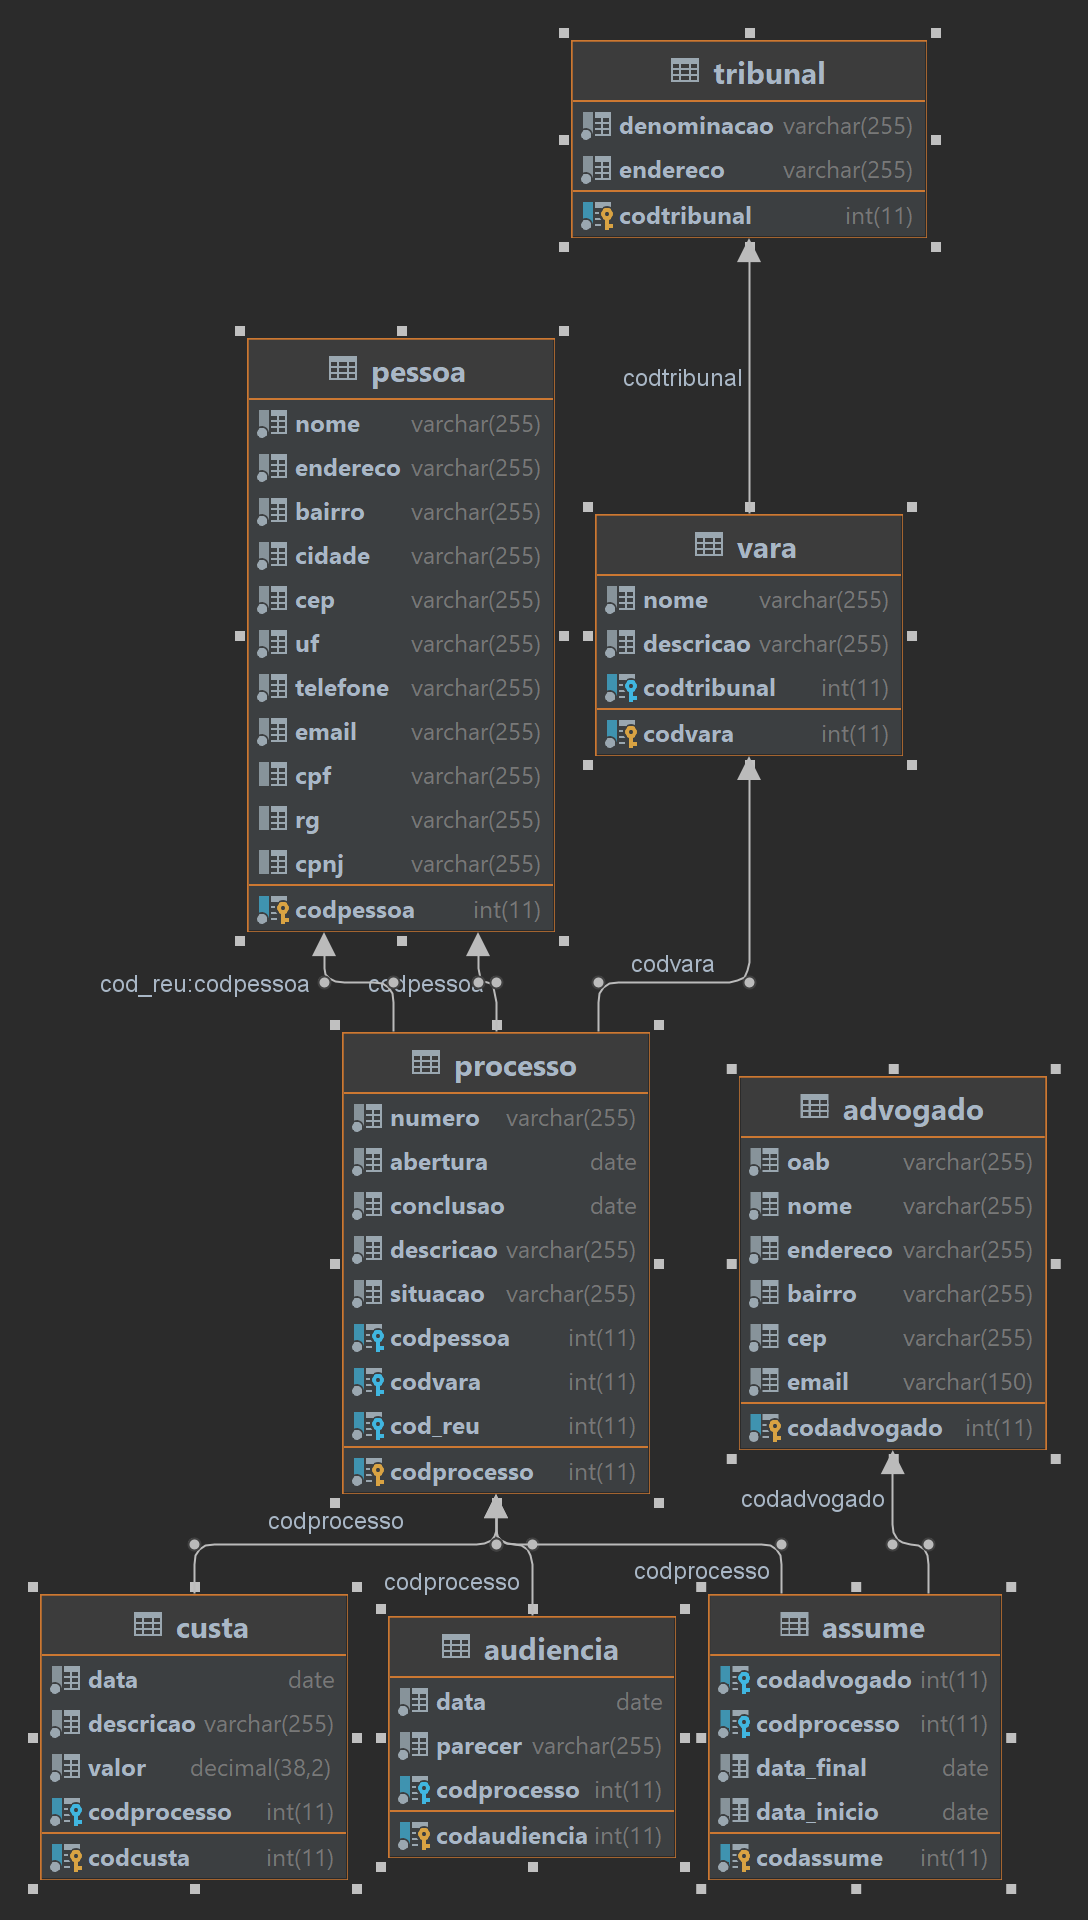 tribunal
denominacao varchar(255)
endereco varchar(255)
codtribunal int(11)
codtribunal
pessoa
nome varchar(255)
endereco varchar(255)
bairro varchar(255)
cidade varchar(255)
cep varchar(255)
uf varchar(255)
telefone varchar(255)
email varchar(255)
cpf varchar(255)
rg varchar(255)
cpnj varchar(255)
codpessoa int(11)
vara
nome varchar(255)
descricao varchar(255)
codtribunal int(11)
codvara int(11)
cod_reu:codpessoa
codpessoa
codvara
processo
numero varchar(255)
abertura date
conclusao date
descricao varchar(255)
situacao varchar(255)
codpessoa int(11)
codvara int(11)
cod_reu int(11)
codprocesso int(11)
advogado
oab varchar(255)
nome varchar(255)
endereco varchar(255)
bairro varchar(255)
cep varchar(255)
email varchar(150)
codadvogado int(11)
codprocesso
codprocesso
codprocesso
codadvogado
custa
data date
descricao varchar(255)
valor decimal(38,2)
codprocesso int(11)
codcusta int(11)
audiencia
data date
parecer varchar(255)
codprocesso int(11)
codaudiencia int(11)
assume
codadvogado int(11)
codprocesso int(11)
data_final date
data_inicio date
codassume int(11)